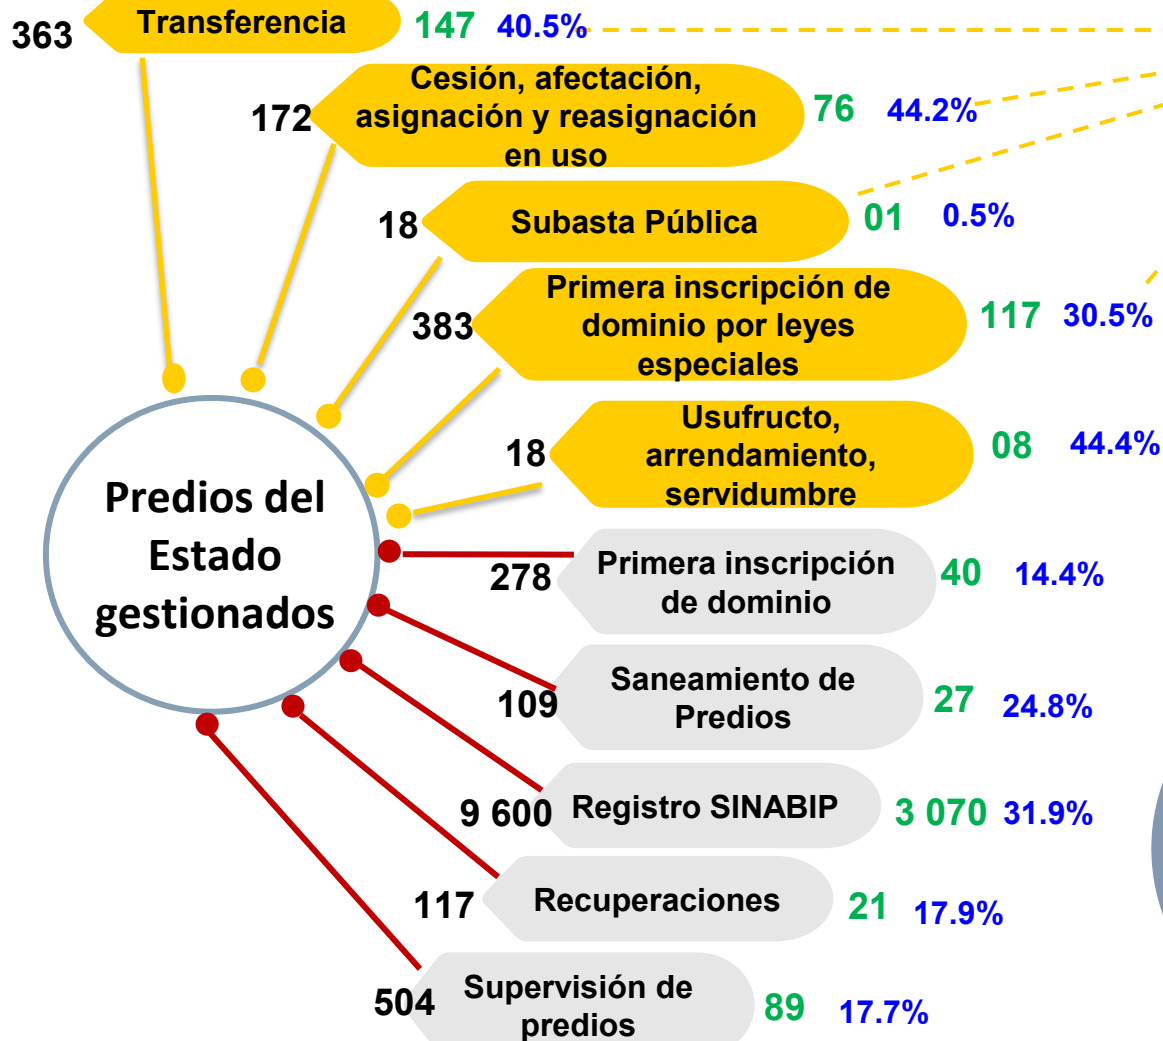 363 Transferencia 147 40.5%
Cesión, afectación,
172 asignación y reasignación 76 44.2%
en uso
18 Subasta Pública 01 0.5%
Primera inscripción de
383 dominio por leyes 117 30.5%
especiales
Usufructo,
18 arrendamiento, 08 44.4%
servidumbre
Predios del
Estado
gestionados
278 Primera inscripción 40 14.4%
de dominio
109 Saneamiento de 27 24.8%
Predios
9 600 Registro SINABIP 3 070 31.9%
117 Recuperaciones 21 17.9%
504 Supervisión de 89 17.7%
predios